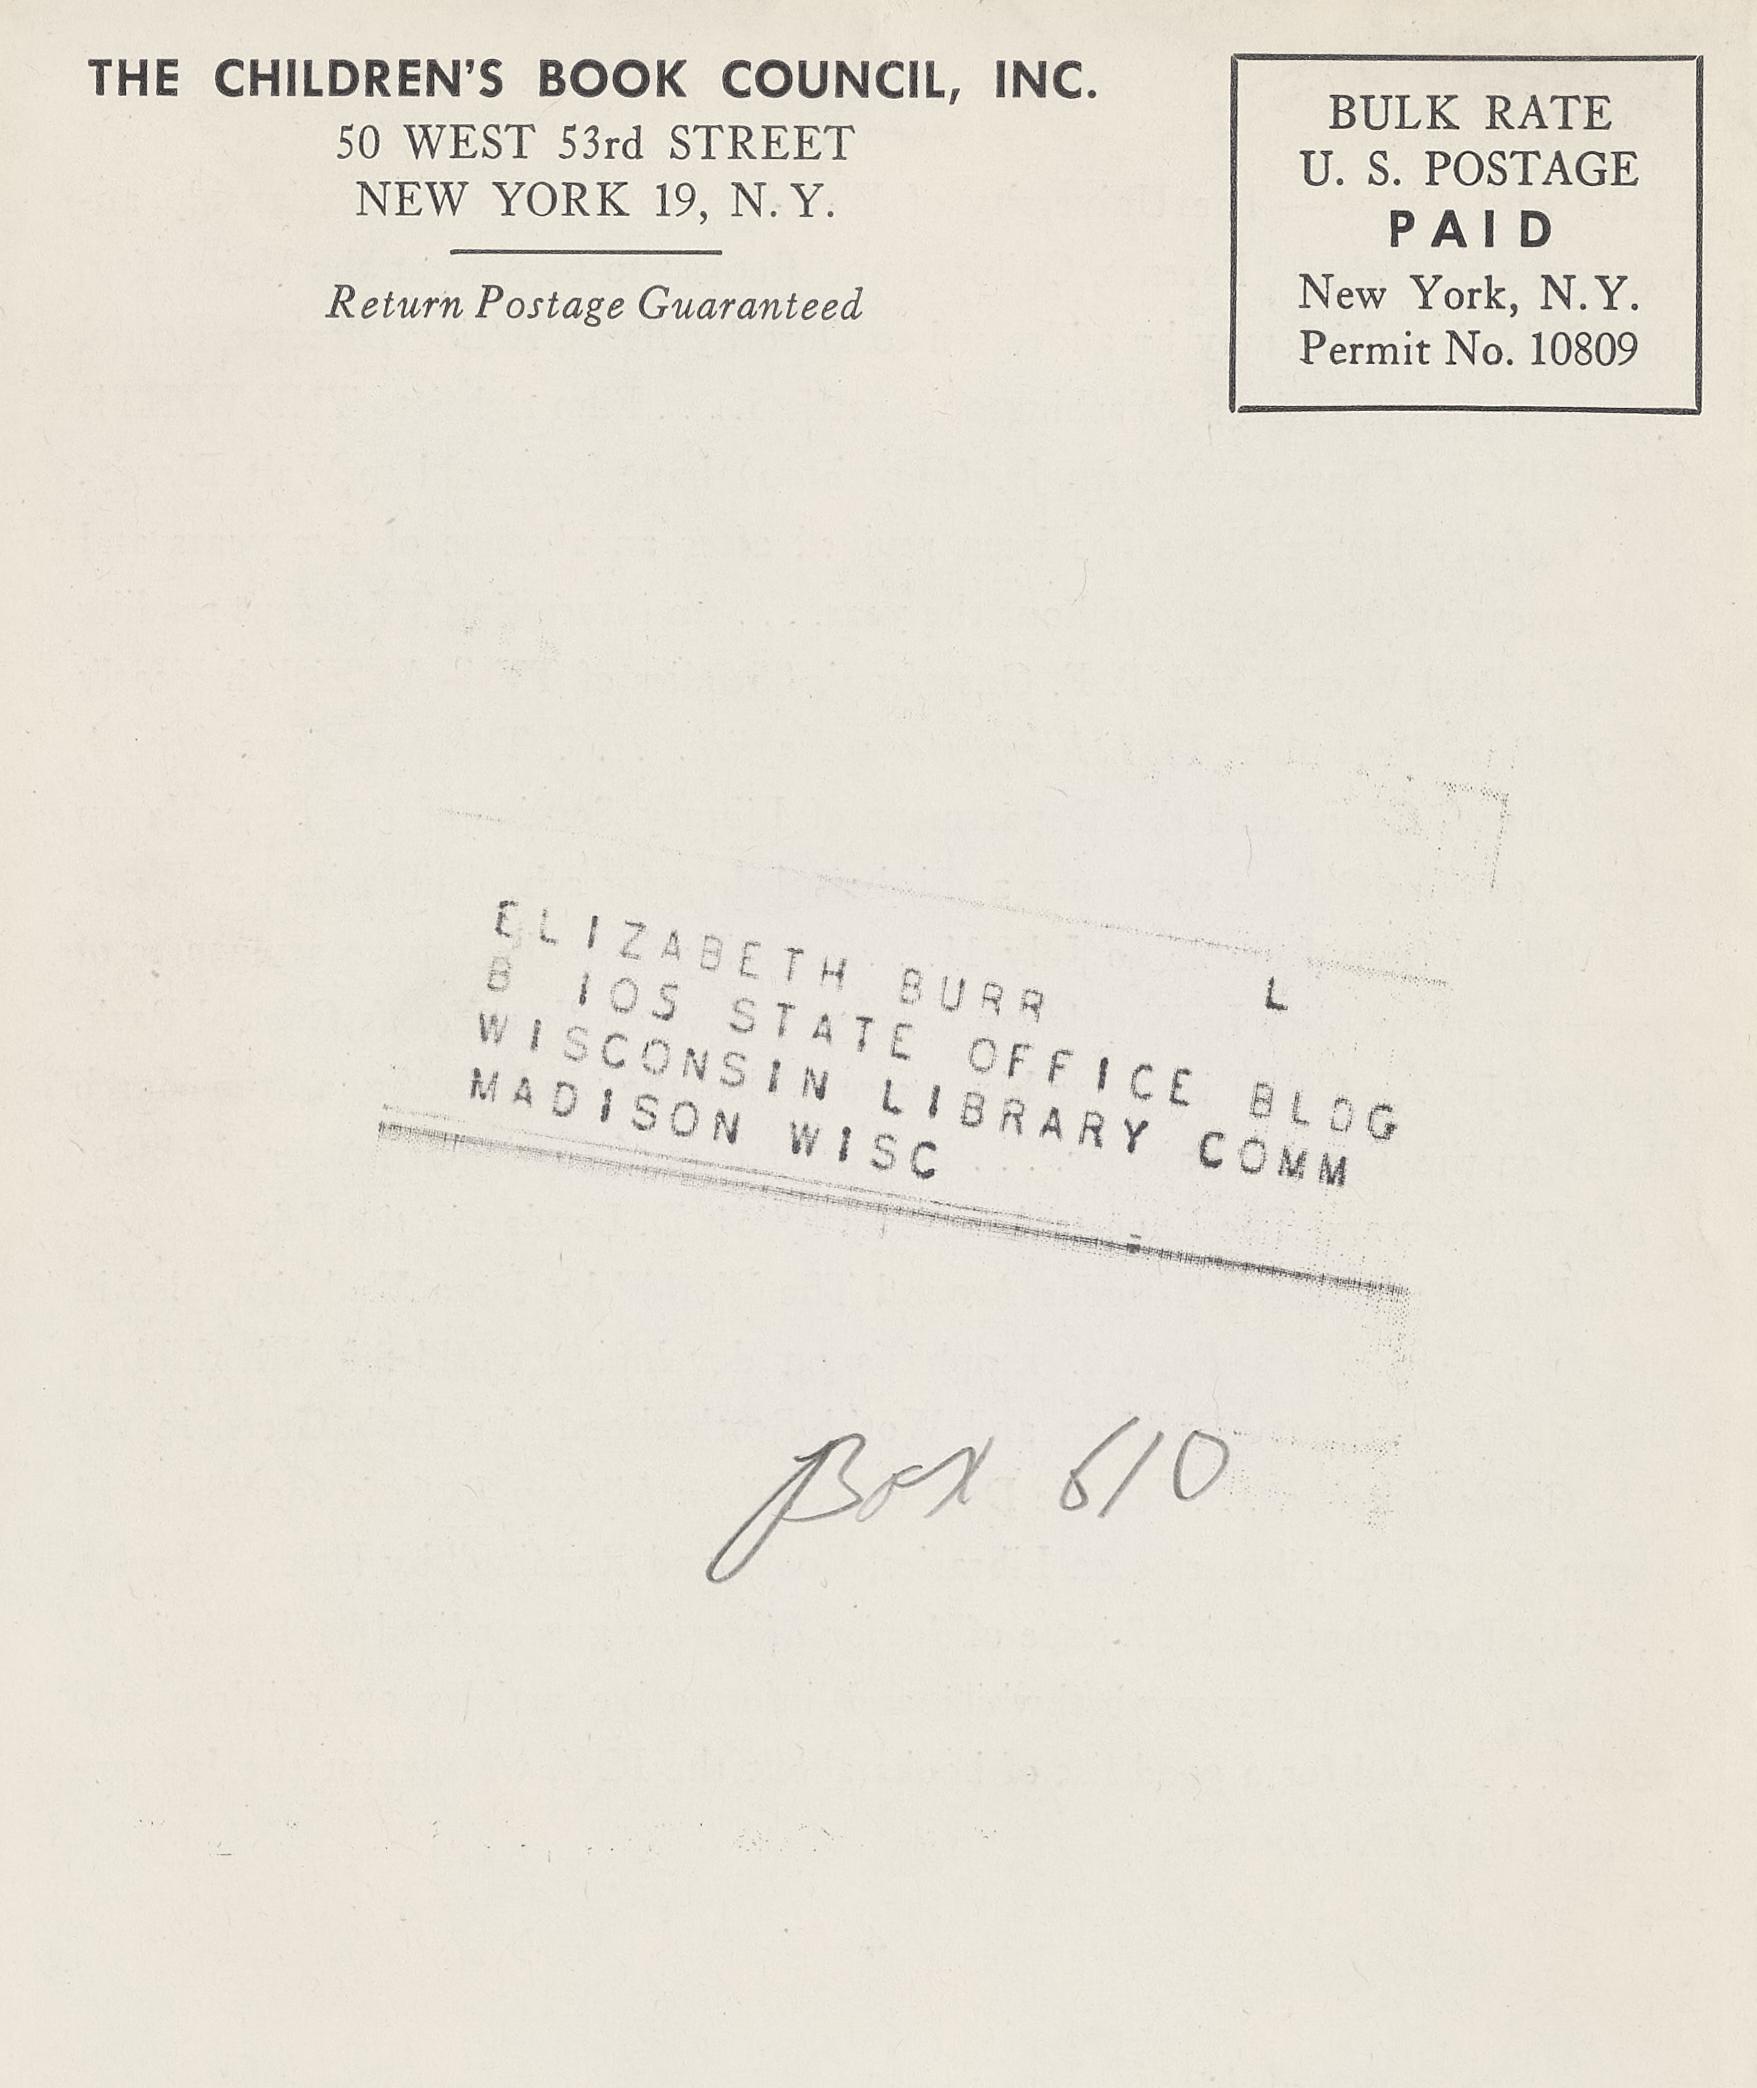 THE CHILDREN'S BOOK COUNCIL, INC.
50 WEST 53rd STREET
NEW YORK 19, N.Y.
Return Postage Guaranteed
BULK RATE
U. S. POSTAGE
PAID
New York, N.Y.
Permit No. 10809
ELIZABETH BURR L
B 10S STATE OFFICE BLDG
WISCONSIN LIBRARY COMM
MADISON WISC
Box 610